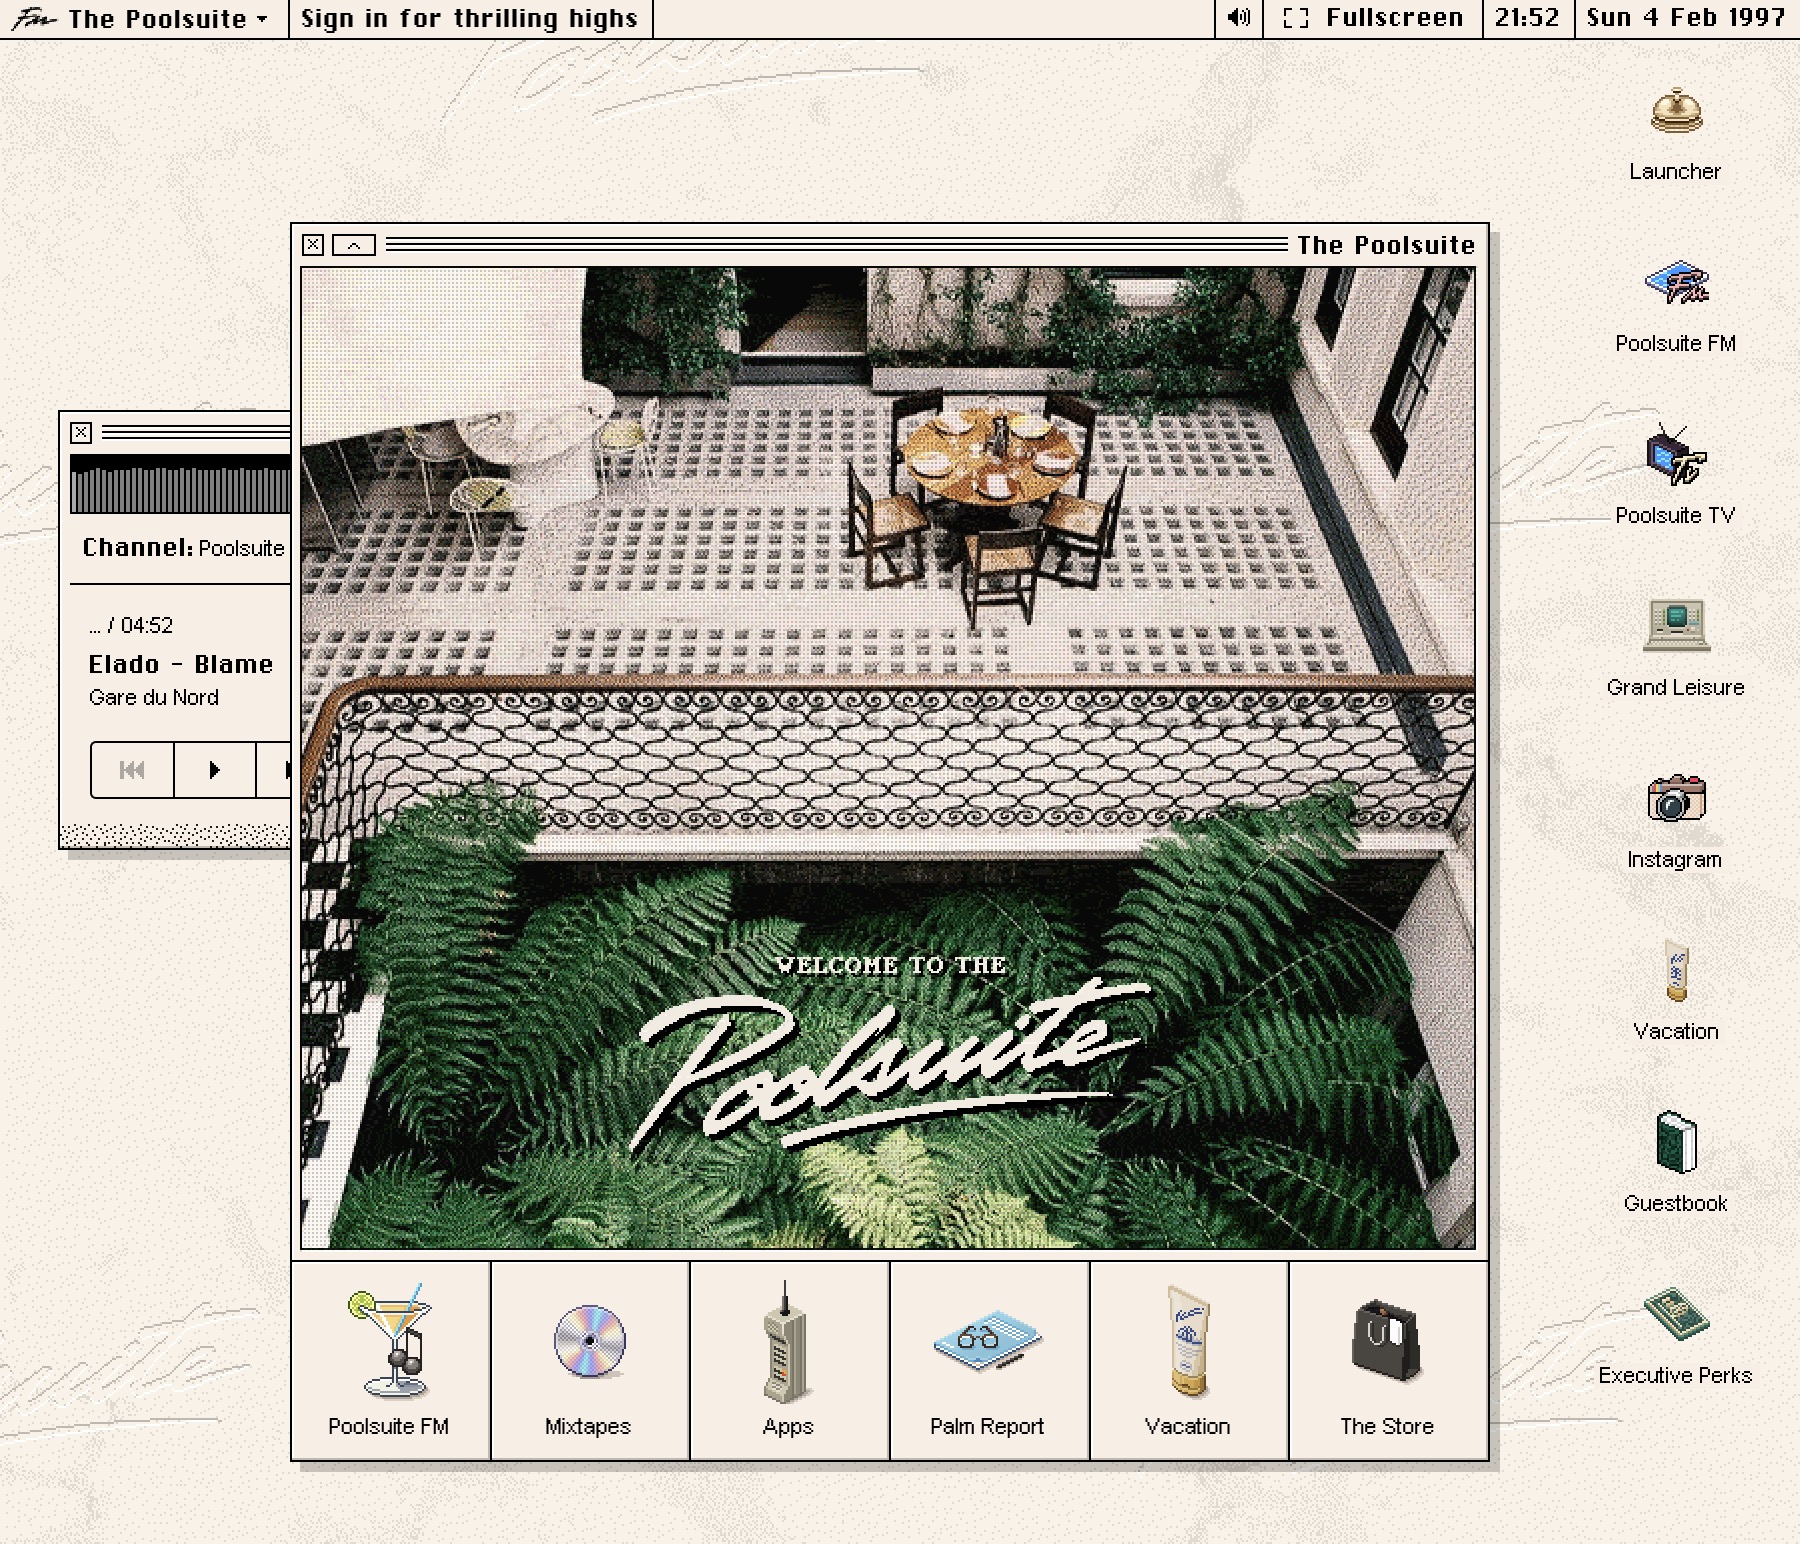 The Poolsuite
Sign in for thrilling highs
Fullscreen
21:52
Sun 4 Feb 1997
Launcher
Poolsuite FM
Poolsuite TV
Grand Leisure
Instagram
Vacation
Guestbook
Executive Perks
Channel: Poolsuite
... / 04:52
Elado - Blame
Gare du Nord
The Poolsuite
WELCOME TO THE
Poolsuite
Poolsuite FM
Mixtapes
Apps
Palm Report
Vacation
The Store